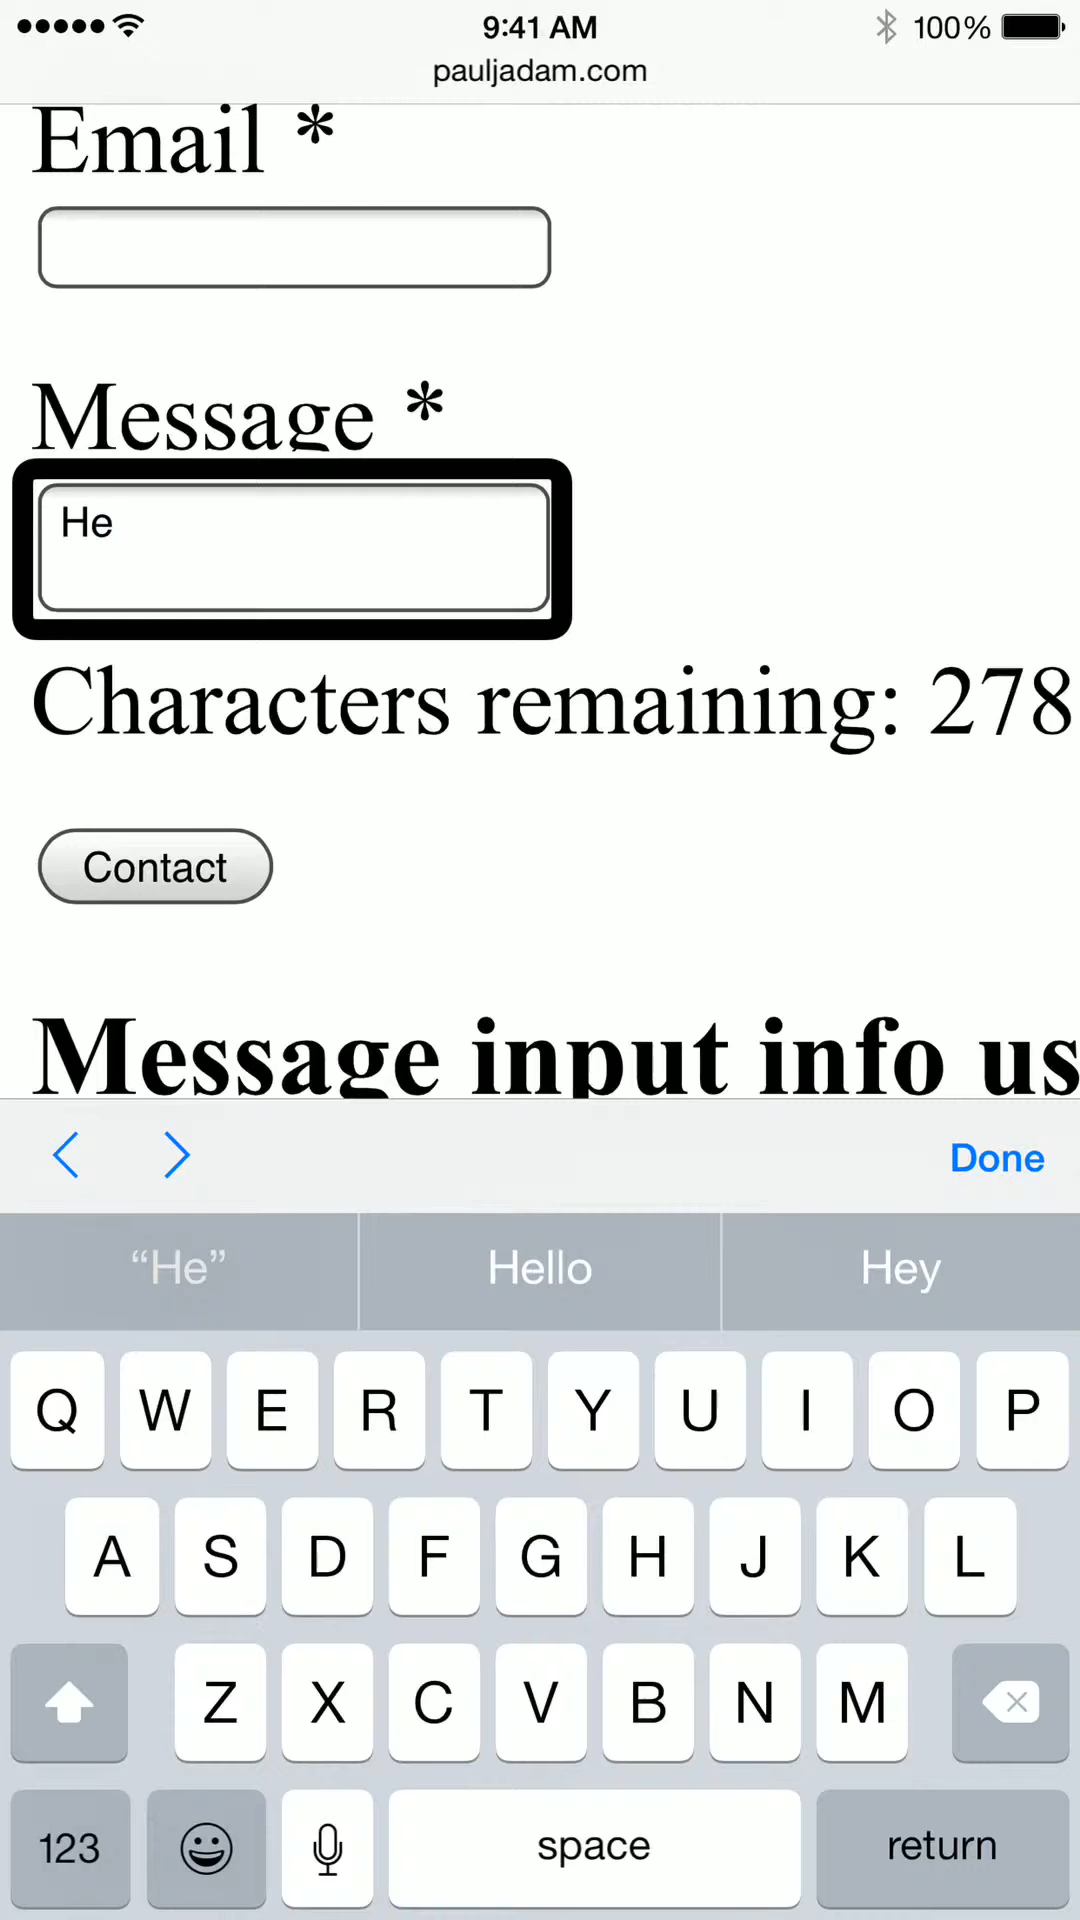 9:41 AM
100%
pauljadam.com
Email *
Message *
He
Characters remaining: 278
Contact
Message input info us
Done
“He” Hello Hey
Q W E R T Y U I O P
A S D F G H J K L
Z X C V B N M
123 space return